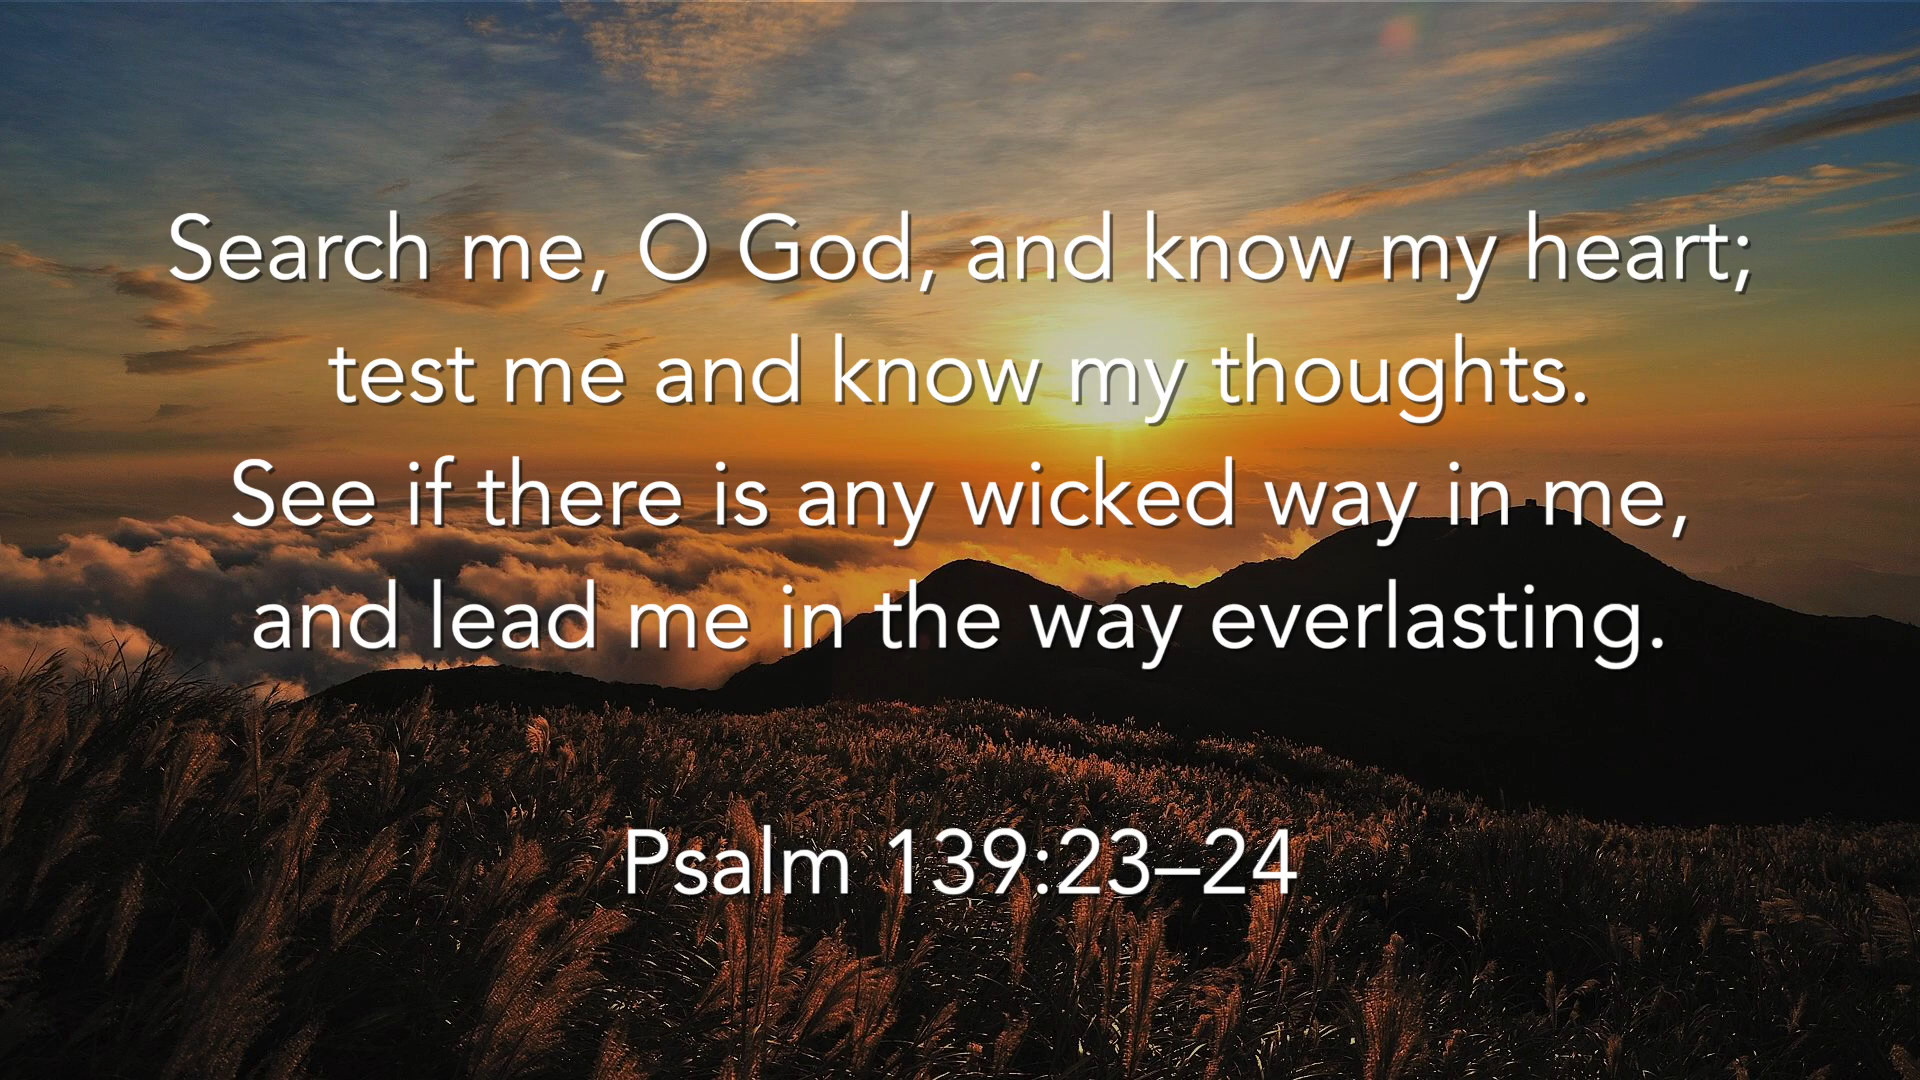 Search me, O God, and know my heart;
test me and know my thoughts.
See if there is any wicked way in me,
and lead me in the way everlasting.
Psalm 139:23–24